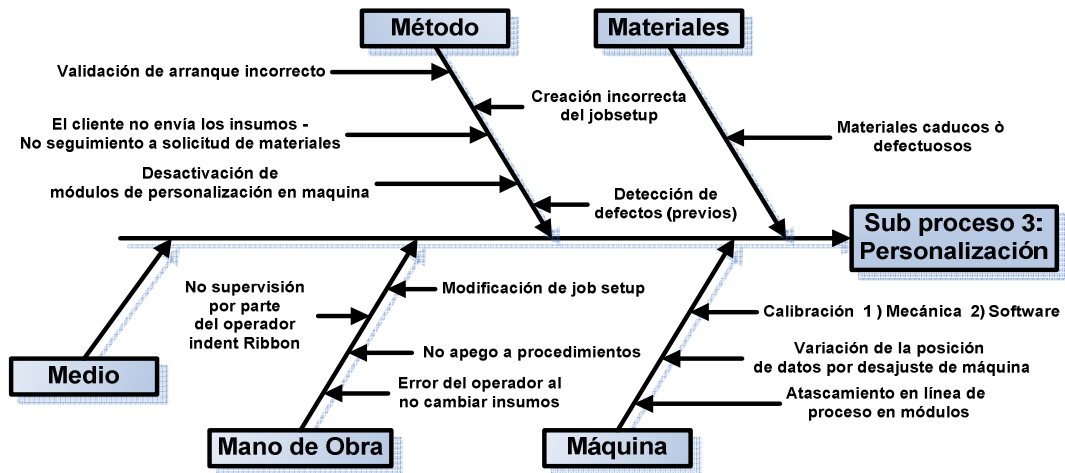 Método
Materiales
Validación de arranque incorrecto
Creación incorrecta
del jobsetup
El cliente no envía los insumos -
No seguimiento a solicitud de materiales
Materiales caducos ò
defectuosos
Desactivación de
módulos de personalización en maquina
Detección de
defectos (previos)
Sub proceso 3:
Personalización
No supervisión
por parte
del operador
indent Ribbon
Modificación de job setup
Calibración 1 ) Mecánica 2) Software
No apego a procedimientos
Variación de la posición
de datos por desajuste de máquina
Medio
Error del operador al
no cambiar insumos
Atascamiento en línea de
proceso en módulos
Mano de Obra
Máquina